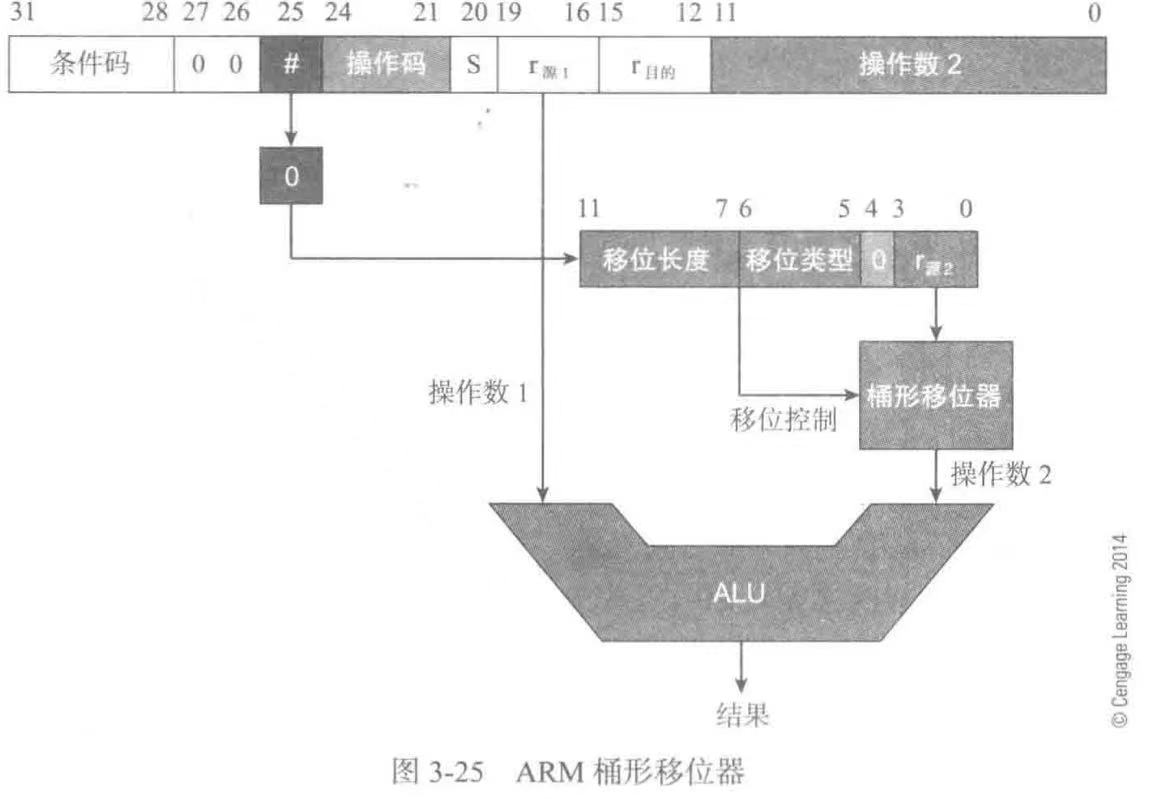 31 28 27 26 25 24 21 20 19 16 15 12 11 0
条件码 0 0 # 操作码 S r源1 r目的 操作数2
0
11 7 6 5 4 3 0
移位长度 移位类型 0 r源2
操作数1
移位控制
桶形移位器
操作数2
ALU
结果
© Cengage Learning 2014
图 3-25 ARM 桶形移位器